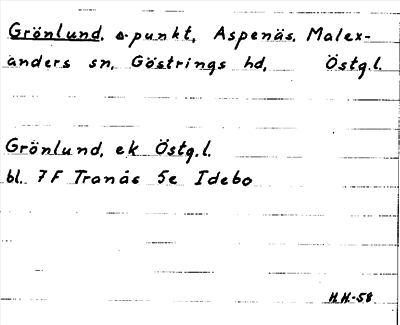 Grönlund, ▵-punkt, Aspenäs, Malex-
anders sn, Göstrings hd, Östg.l.
Grönlund, ek Östg.l.
bl. 7F Tranås 5e Idebo
H.H.-58